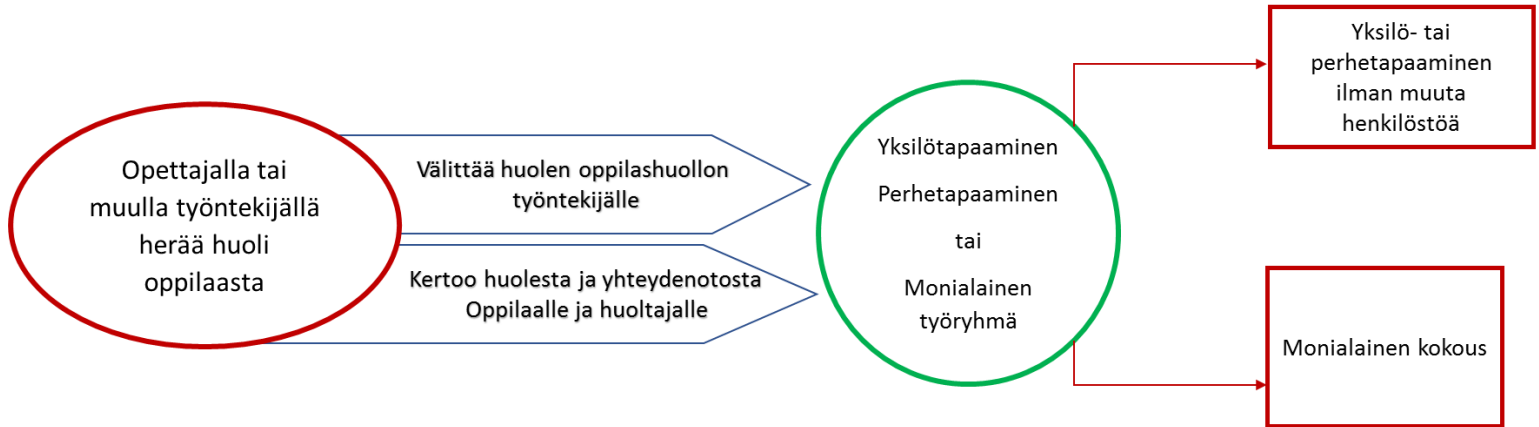 Opettajalla tai
muulla työntekijällä
herää huoli
oppilaasta
Välittää huolen oppilashuollon
työntekijälle
Kertoo huolesta ja yhteydenotosta
Oppilaalle ja huoltajalle
Yksilötapaaminen
Perhetapaaminen
tai
Monialainen
työryhmä
Yksilö- tai
perhetapaaminen
ilman muuta
henkilöstöä
Monialainen kokous